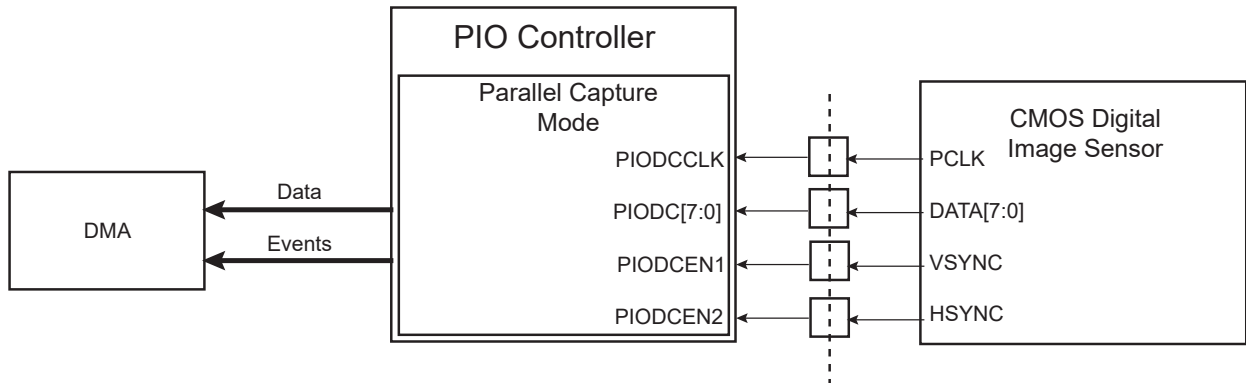 PIO Controller
Parallel Capture
Mode
PIODCCLK
PIODC[7:0]
PIODCEN1
PIODCEN2
Data
Events
DMA
CMOS Digital
Image Sensor
PCLK
DATA[7:0]
VSYNC
HSYNC